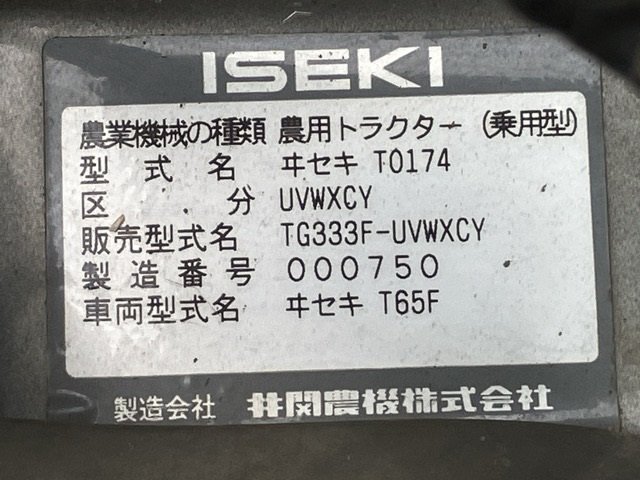 ISEKI
農業機械の種類 農用トラクター (乗用型)
型式名 ヰセキ TO174
区分 UVWXCY
販売型式名 TG333F-UVWXCY
製造番号 000750
車両型式名 ヰセキ T65F
製造会社 井関農機株式会社